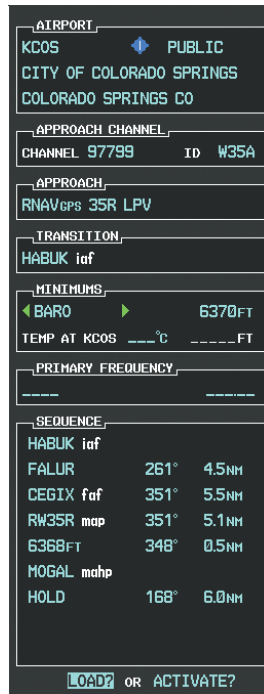 AIRPORT
KCOS PUBLIC
CITY OF COLORADO SPRINGS
COLORADO SPRINGS CO
APPROACH CHANNEL
CHANNEL 97799 ID W35A
APPROACH
RNAVGPS 35R LPV
TRANSITION
HABUK iaf
MINIMUMS
BARO 6370FT
TEMP AT KCOS ___°C _____FT
PRIMARY FREQUENCY
____ ___.__
SEQUENCE
HABUK iaf
FALUR 261° 4.5NM
CEGIX faf 351° 5.5NM
RW35R map 351° 5.1NM
6368FT 348° 0.5NM
MOGAL mahp
HOLD 168° 6.0NM
LOAD? OR ACTIVATE?